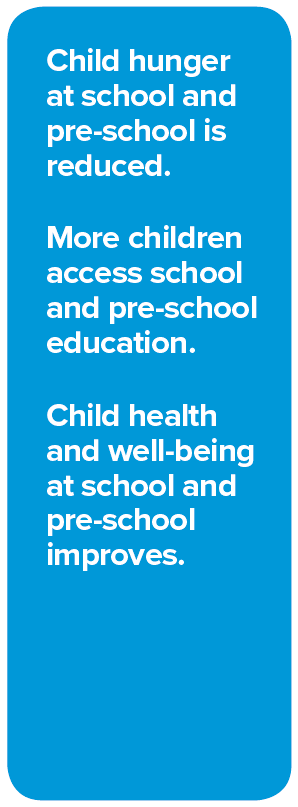 Child hunger
at school and
pre-school is
reduced.
More children
access school
and pre-school
education.
Child health
and well-being
at school and
pre-school
improves.